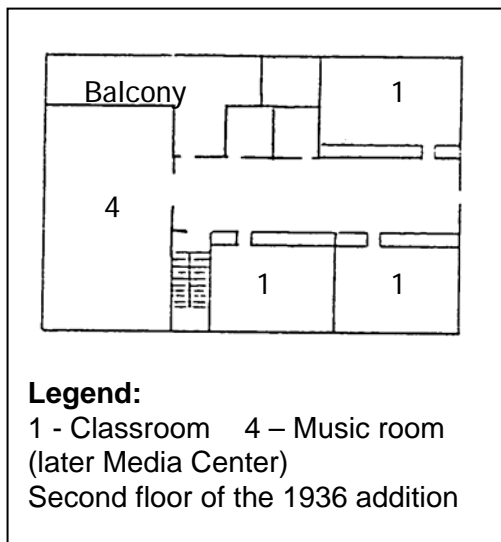 Balcony
1
4
1
1
Legend:
1 - Classroom    4 – Music room
(later Media Center)
Second floor of the 1936 addition